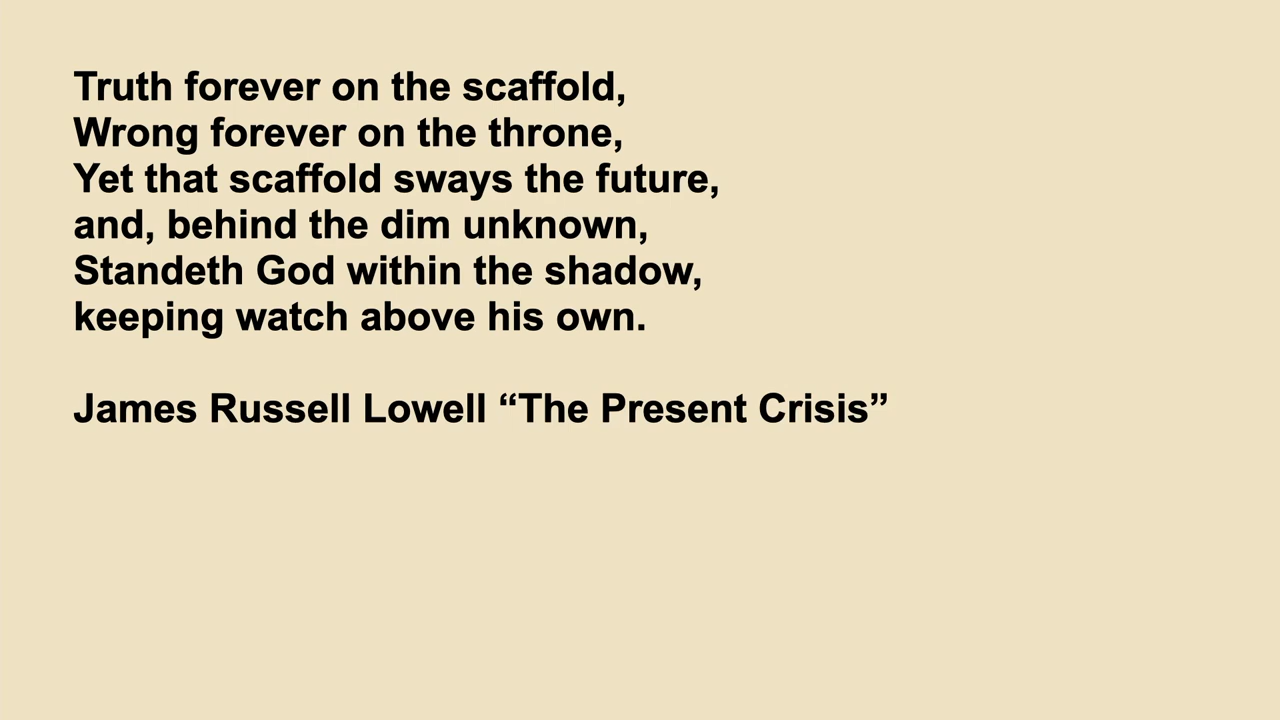 Truth forever on the scaffold,
Wrong forever on the throne,
Yet that scaffold sways the future,
and, behind the dim unknown,
Standeth God within the shadow,
keeping watch above his own.
James Russell Lowell “The Present Crisis”